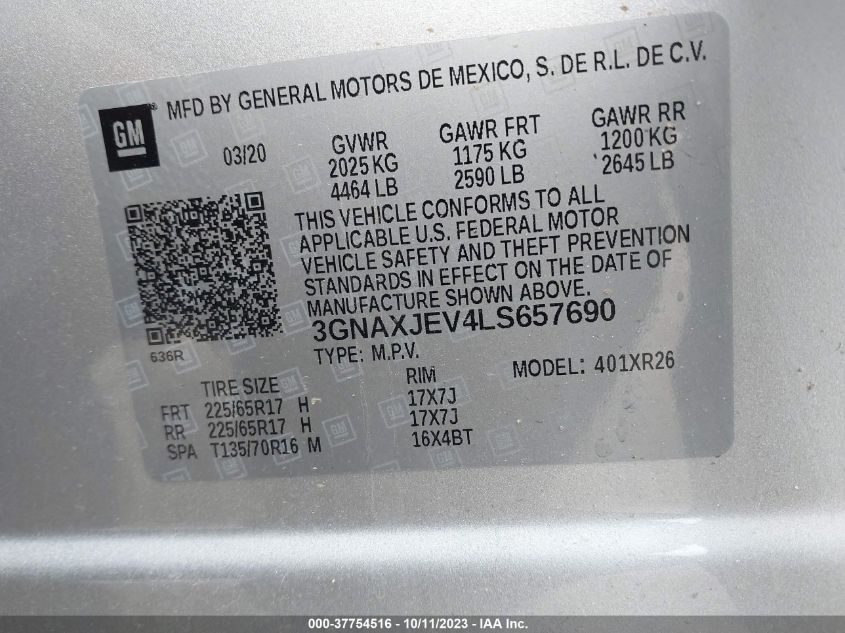 MFD BY GENERAL MOTORS DE MEXICO, S. DE R.L. DE C.V.
GM
03/20
GVWR GAWR FRT GAWR RR
2025 KG 1175 KG 1200 KG
4464 LB 2590 LB 2645 LB
THIS VEHICLE CONFORMS TO ALL
APPLICABLE U.S. FEDERAL MOTOR
VEHICLE SAFETY AND THEFT PREVENTION
STANDARDS IN EFFECT ON THE DATE OF
MANUFACTURE SHOWN ABOVE.
3GNAXJEV4LS657690
636R
TYPE: M.P.V. MODEL: 401XR26
TIRE SIZE RIM
FRT 225/65R17 H 17X7J
RR 225/65R17 H 17X7J
SPA T135/70R16 M 16X4BT
000-37754516 - 10/11/2023 - IAA Inc.